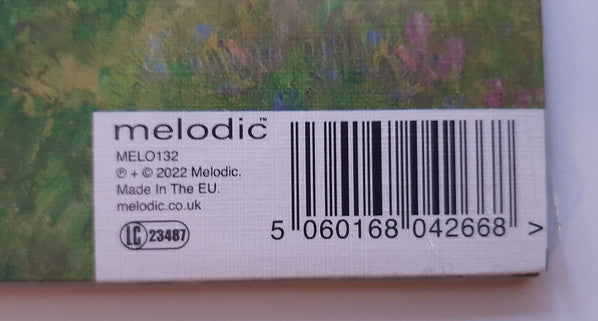 melodic™
MELO132
℗ + © 2022 Melodic.
Made In The EU.
melodic.co.uk
LC 23487
5 060168 042668 >